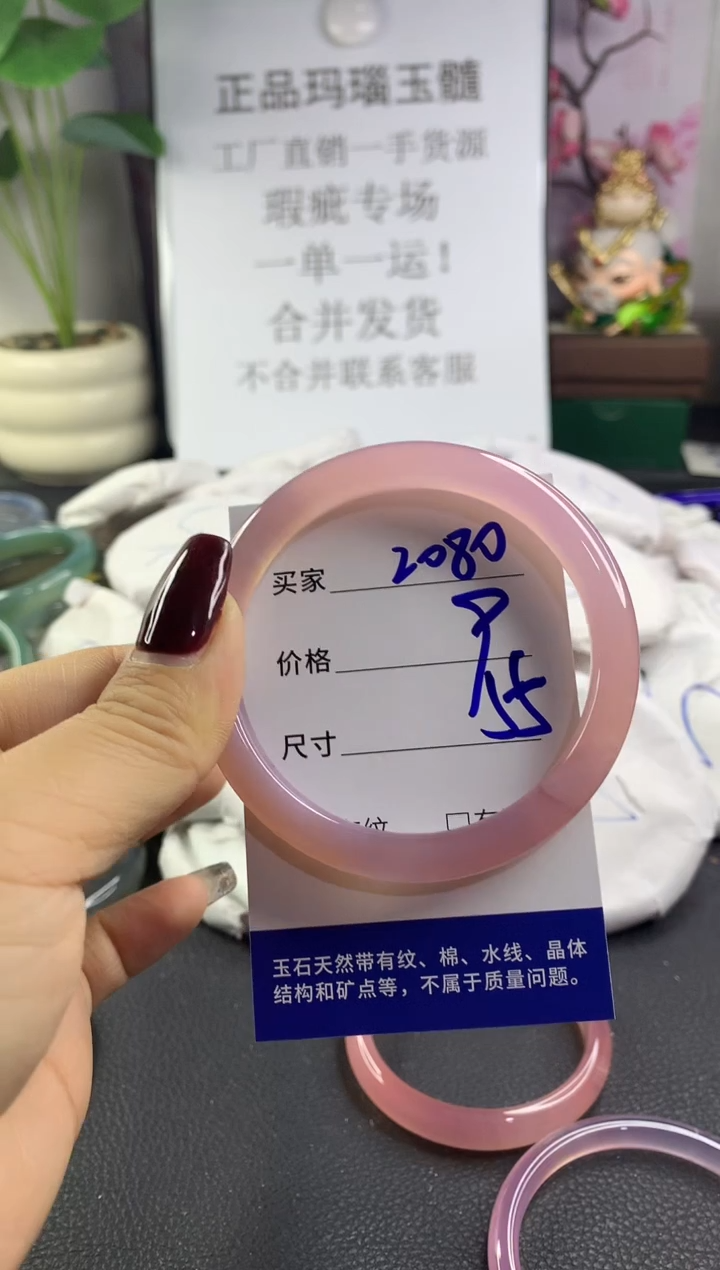 正品玛瑙玉髓
工厂直销一手货源
瑕疵专场
一单一运！
合并发货
不合并联系客服
买家 2080
价格
尺寸
纹 □有
玉石天然带有纹、棉、水线、晶体
结构和矿点等，不属于质量问题。